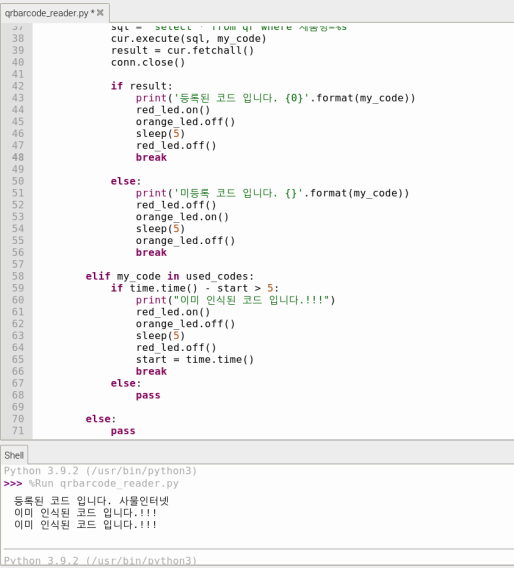 qrbarcode_reader.py *
37 sql = "select * from qr where 제품명=%s
38 cur.execute(sql, my_code)
39 result = cur.fetchall()
40 conn.close()
41
42 if result:
43 print('등록된 코드 입니다. {0}'.format(my_code))
44 red_led.on()
45 orange_led.off()
46 sleep(5)
47 red_led.off()
48 break
49
50 else:
51 print('미등록 코드 입니다. {}'.format(my_code))
52 red_led.off()
53 orange_led.on()
54 sleep(5)
55 orange_led.off()
56 break
57
58 elif my_code in used_codes:
59 if time.time() - start > 5:
60 print("이미 인식된 코드 입니다.!!!")
61 red_led.on()
62 orange_led.off()
63 sleep(5)
64 red_led.off()
65 start = time.time()
66 break
67 else:
68 pass
69
70 else:
71 pass
Shell
Python 3.9.2 (/usr/bin/python3)
>>> %Run qrbarcode_reader.py
등록된 코드 입니다. 사물인터넷
이미 인식된 코드 입니다.!!!
이미 인식된 코드 입니다.!!!
Python 3.9.2 (/usr/bin/python3)